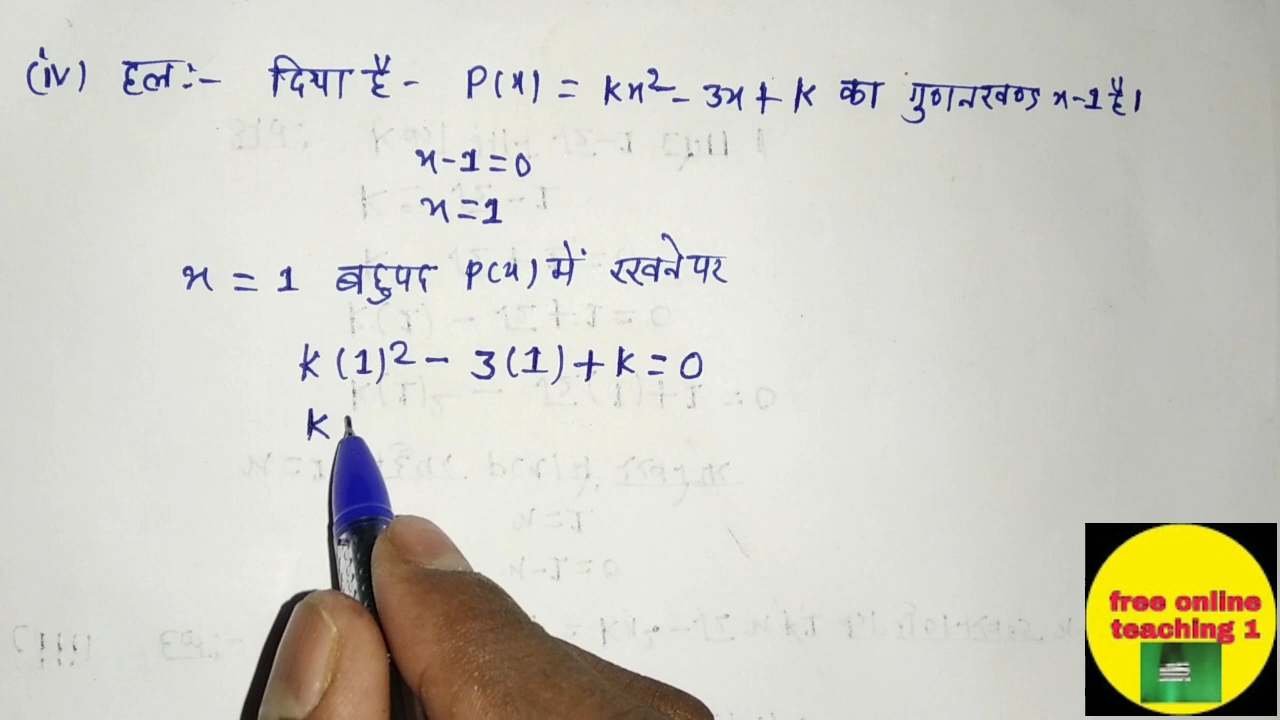 (iv) हल:- दिया है - P(x) = kx² - 3x + k का गुणनखण्ड x-1 है।
x-1=0
x=1
x = 1 बहुपद P(x) में रखने पर
k(1)² - 3(1) + k = 0
k
free online
teaching 1